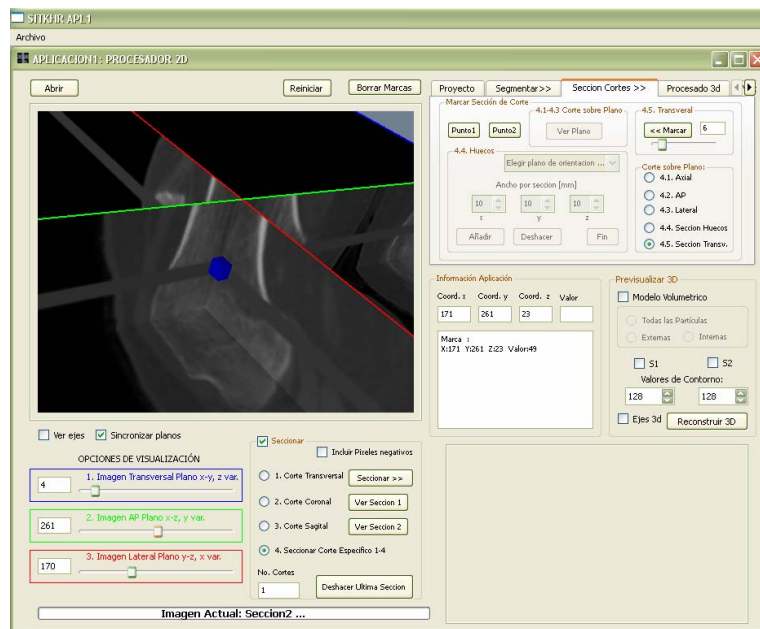 SITKHR APL1
Archivo
APLICACION1: PROCESADOR 2D
Abrir
Reiniciar
Borrar Marcas
Proyecto
Segmentar>>
Seccion Cortes >>
Procesado 3d
Marcar Sección de Corte
4.1-4.3 Corte sobre Plano
4.5. Transveral
Punto1
Punto2
Ver Plano
<< Marcar
6
4.4. Huecos
Elegir plano de orientacion ...
Ancho por seccion [mm]
10
10
10
x
y
z
Añadir
Deshacer
Fin
Corte sobre Plano:
4.1. Axial
4.2. AP
4.3. Lateral
4.4. Seccion Huecos
4.5. Seccion Transv.
Información Aplicación
Coord. x
Coord. y
Coord. z
Valor
171
261
23
Marca :
X:171 Y:261 Z:23 Valor:49
Previsualizar 3D
Modelo Volumetrico
Todas las Partículas
Externas
Internas
S1
S2
Valores de Contorno:
128
128
Ejes 3d
Reconstruir 3D
Ver ejes
Sincronizar planos
OPCIONES DE VISUALIZACIÓN
1. Imagen Transversal Plano x-y, z var.
4
2. Imagen AP Plano x-z, y var.
261
3. Imagen Lateral Plano y-z, x var.
170
Seccionar
Incluir Pixeles negativos
1. Corte Transversal
Seccionar >>
2. Corte Coronal
Ver Seccion 1
3. Corte Sagital
Ver Seccion 2
4. Seccionar Corte Especifico 1-4
No. Cortes
1
Deshacer Ultima Seccion
Imagen Actual: Seccion2 ...